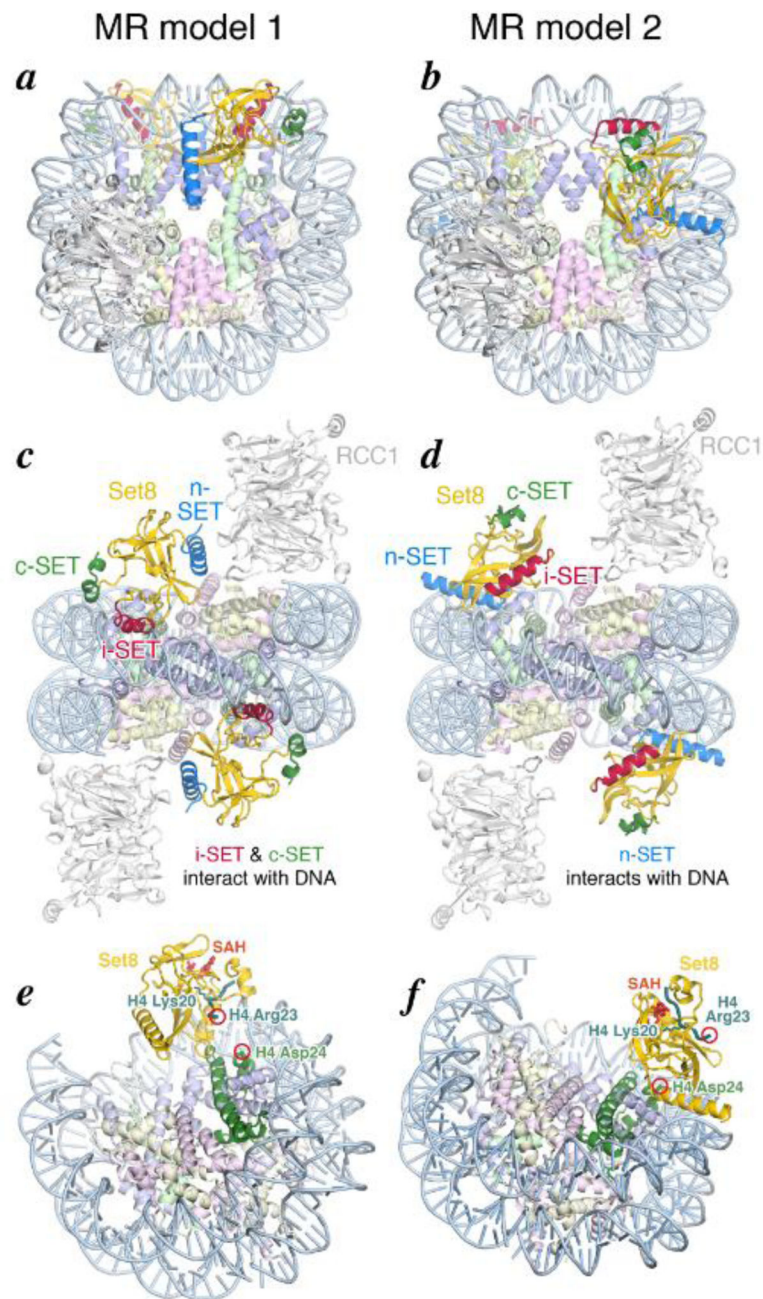 MR model 1
MR model 2
a
b
c
RCC1
Set8
n-
SET
c-SET
i-SET
i-SET & c-SET
interact with DNA
d
RCC1
c-SET
Set8
n-SET
i-SET
n-SET
interacts with DNA
e
Set8
SAH
H4 Lys20
H4 Arg23
H4 Asp24
f
SAH
Set8
H4
Arg23
H4 Lys20
H4 Asp24